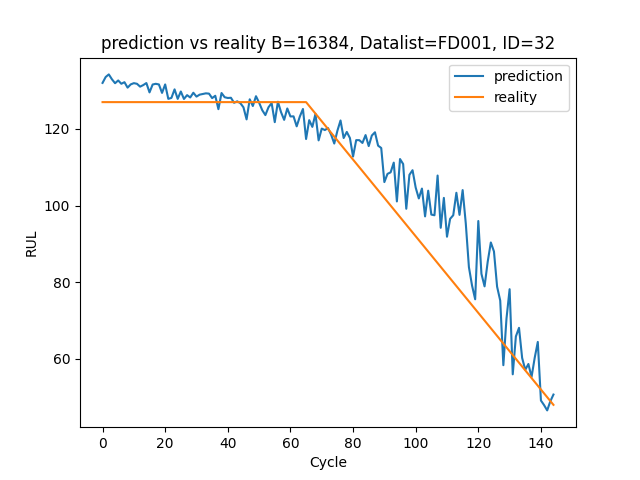 prediction vs reality B=16384, Datalist=FD001, ID=32
prediction
reality
RUL
120
100
80
60
0 20 40 60 80 100 120 140
Cycle